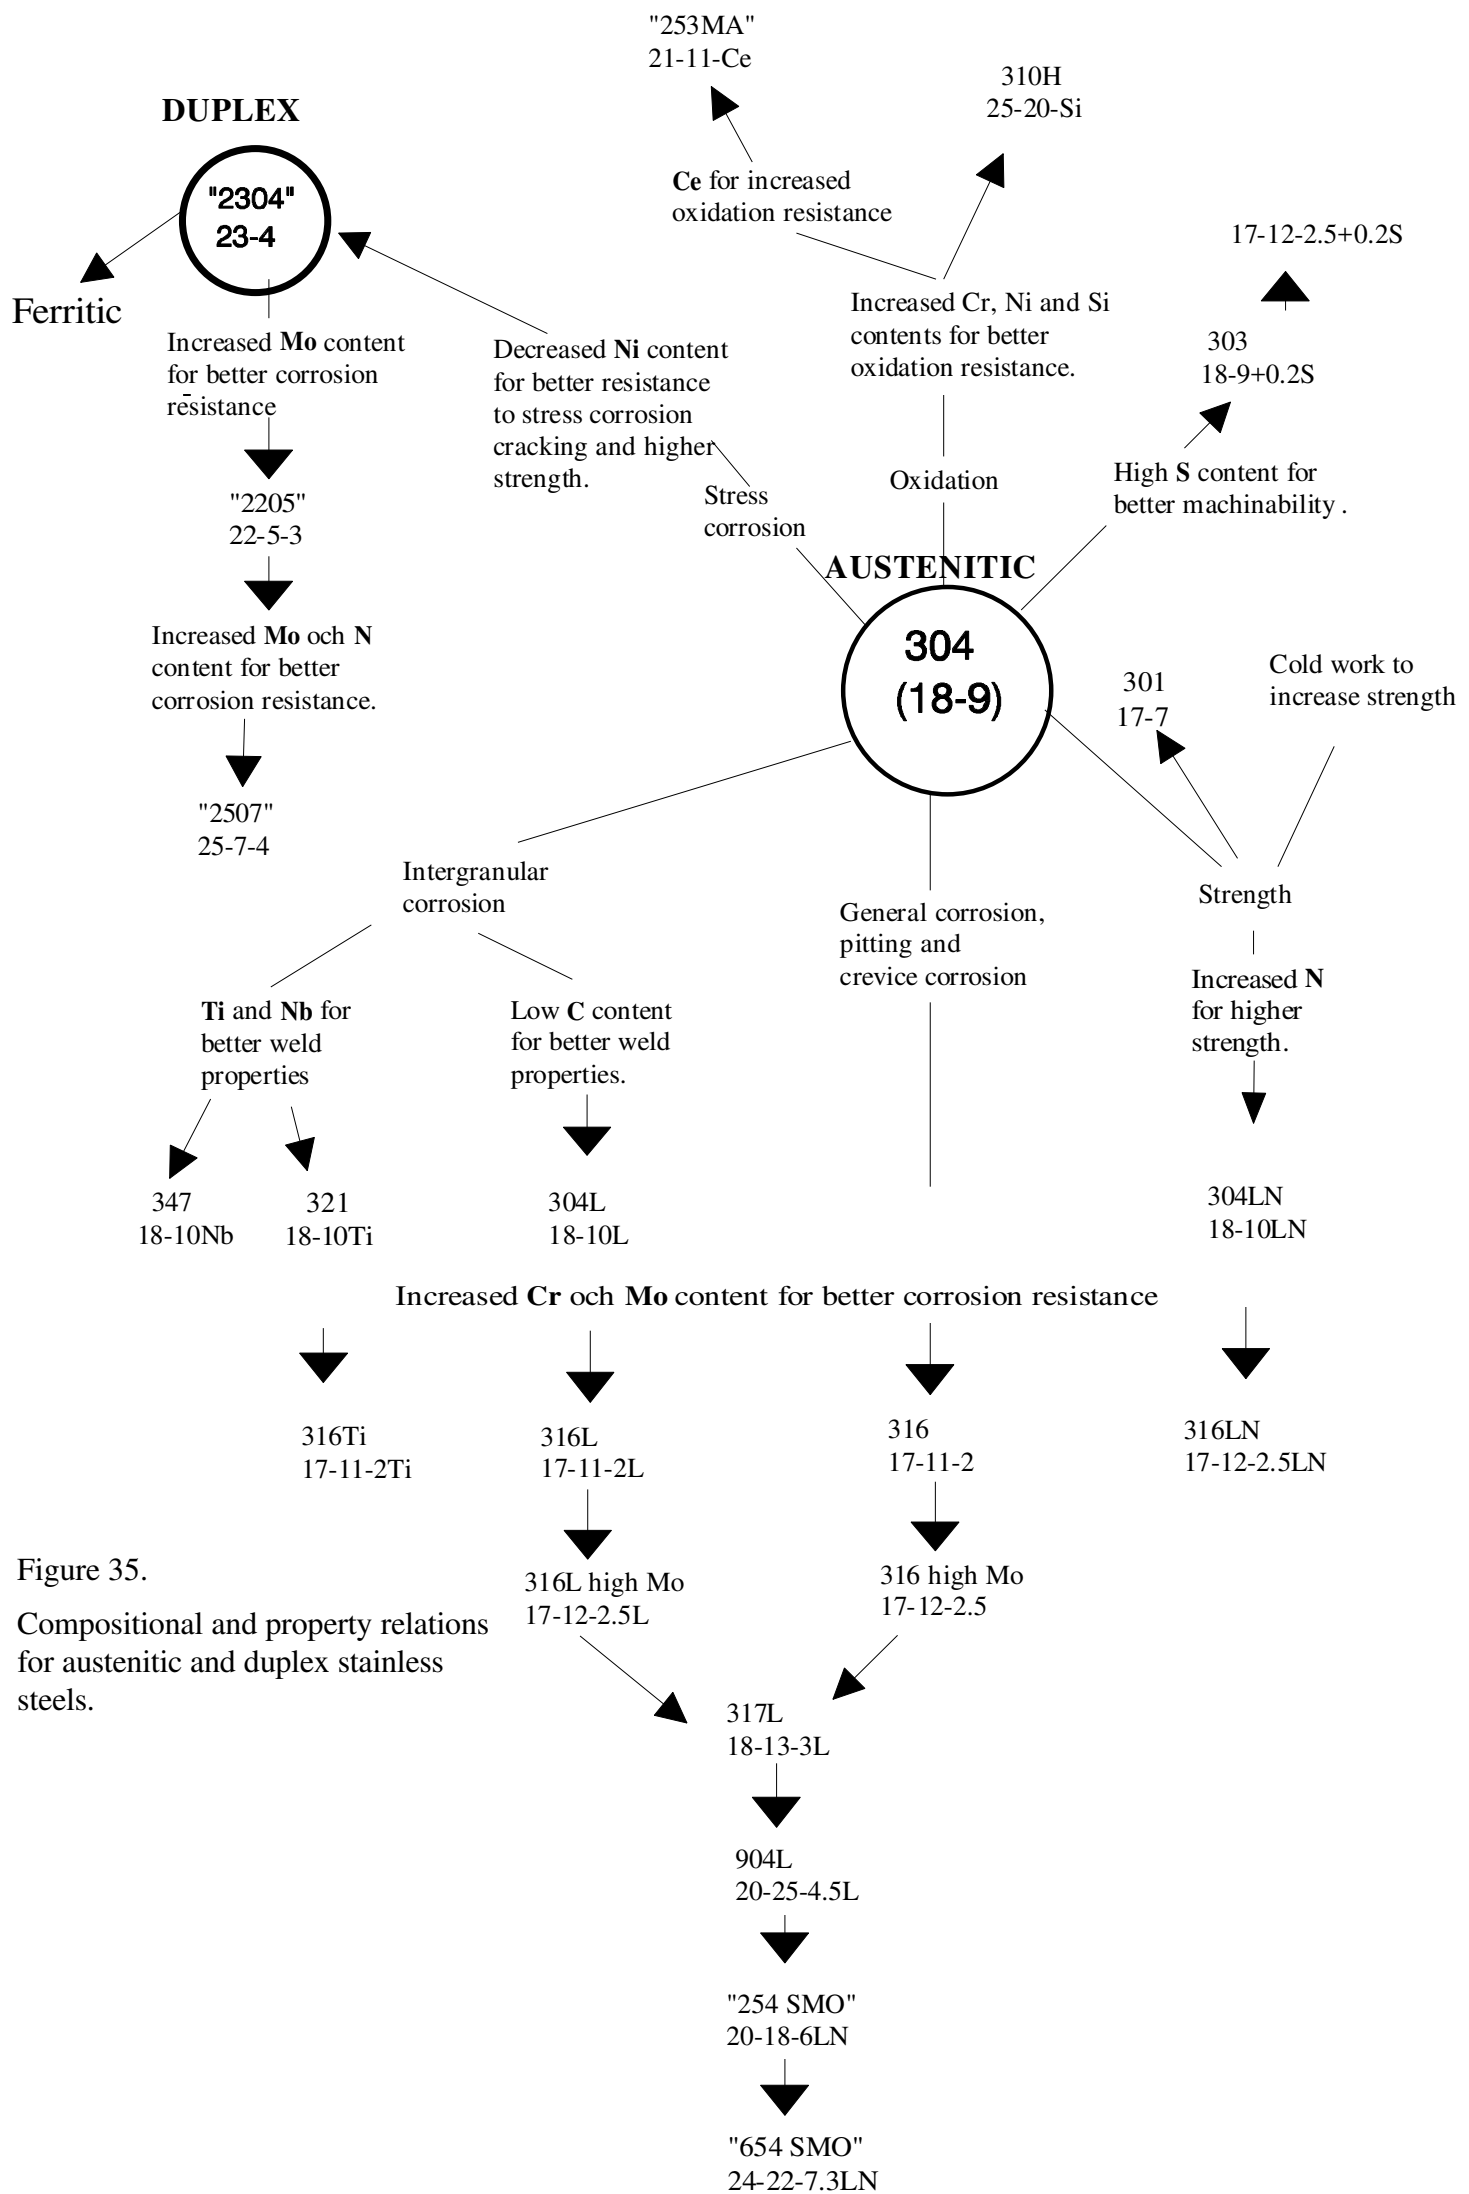 "253MA"
21-11-Ce
310H
25-20-Si
DUPLEX
"2304"
23-4
Ce for increased
oxidation resistance
17-12-2.5+0.2S
Ferritic
Increased Mo content
for better corrosion
resistance
Decreased Ni content
for better resistance
to stress corrosion
cracking and higher
strength.
Increased Cr, Ni and Si
contents for better
oxidation resistance.
303
18-9+0.2S
Stress
corrosion
Oxidation
High S content for
better machinability .
"2205"
22-5-3
AUSTENITIC
304
(18-9)
Increased Mo och N
content for better
corrosion resistance.
301
17-7
Cold work to
increase strength
"2507"
25-7-4
Intergranular
corrosion
General corrosion,
pitting and
crevice corrosion
Strength
Increased N
for higher
strength.
Ti and Nb for
better weld
properties
Low C content
for better weld
properties.
347
18-10Nb
321
18-10Ti
304L
18-10L
304LN
18-10LN
Increased Cr och Mo content for better corrosion resistance
316Ti
17-11-2Ti
316L
17-11-2L
316
17-11-2
316LN
17-12-2.5LN
316L high Mo
17-12-2.5L
316 high Mo
17-12-2.5
Figure 35.
Compositional and property relations
for austenitic and duplex stainless
steels.
317L
18-13-3L
904L
20-25-4.5L
"254 SMO"
20-18-6LN
"654 SMO"
24-22-7.3LN